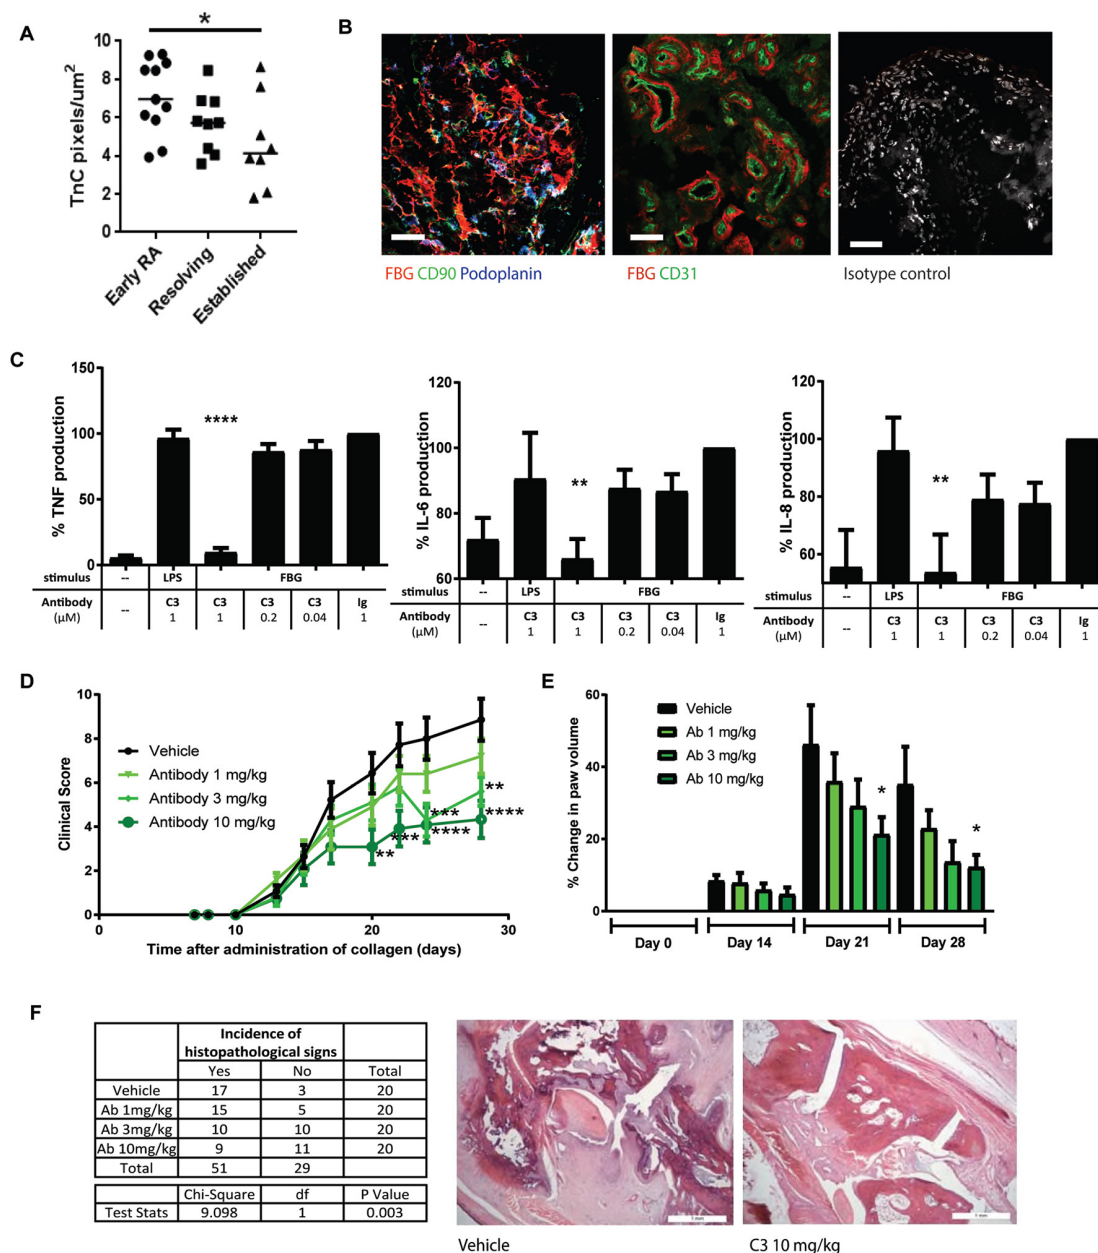 A
*
TnC pixels/um²
10
8
6
4
2
0
Early RA
Resolving
Established
B
FBG CD90 Podoplanin
FBG CD31
Isotype control
C
% TNF production
150
100
50
0
****
stimulus -- LPS FBG
Antibody (μM) -- C3 1 C3 1 C3 0.2 C3 0.04 Ig 1
% IL-6 production
120
100
80
60
**
stimulus -- LPS FBG
Antibody (μM) -- C3 1 C3 1 C3 0.2 C3 0.04 Ig 1
% IL-8 production
120
100
80
60
**
stimulus -- LPS FBG
Antibody (μM) -- C3 1 C3 1 C3 0.2 C3 0.04 Ig 1
D
Clinical Score
10
8
6
4
2
0
Vehicle
Antibody 1 mg/kg
Antibody 3 mg/kg
Antibody 10 mg/kg
**
***
***
****
**
****
0 10 20 30
Time after administration of collagen (days)
E
% Change in paw volume
60
40
20
0
Vehicle
Ab 1 mg/kg
Ab 3 mg/kg
Ab 10 mg/kg
*
*
Day 0 Day 14 Day 21 Day 28
F
Incidence of
histopathological signs
Yes No Total
Vehicle 17 3 20
Ab 1mg/kg 15 5 20
Ab 3mg/kg 10 10 20
Ab 10mg/kg 9 11 20
Total 51 29
Chi-Square df P Value
Test Stats 9.098 1 0.003
1 mm
1 mm
Vehicle
C3 10 mg/kg